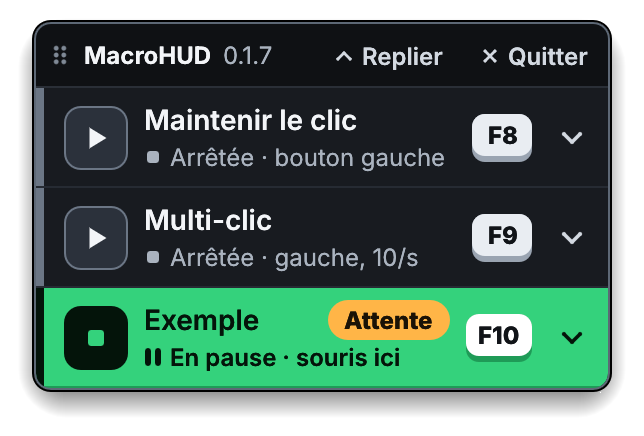 MacroHUD 0.1.7 Replier Quitter
Maintenir le clic
Arrêtée · bouton gauche
F8
Multi-clic
Arrêtée · gauche, 10/s
F9
Exemple
Attente
En pause · souris ici
F10